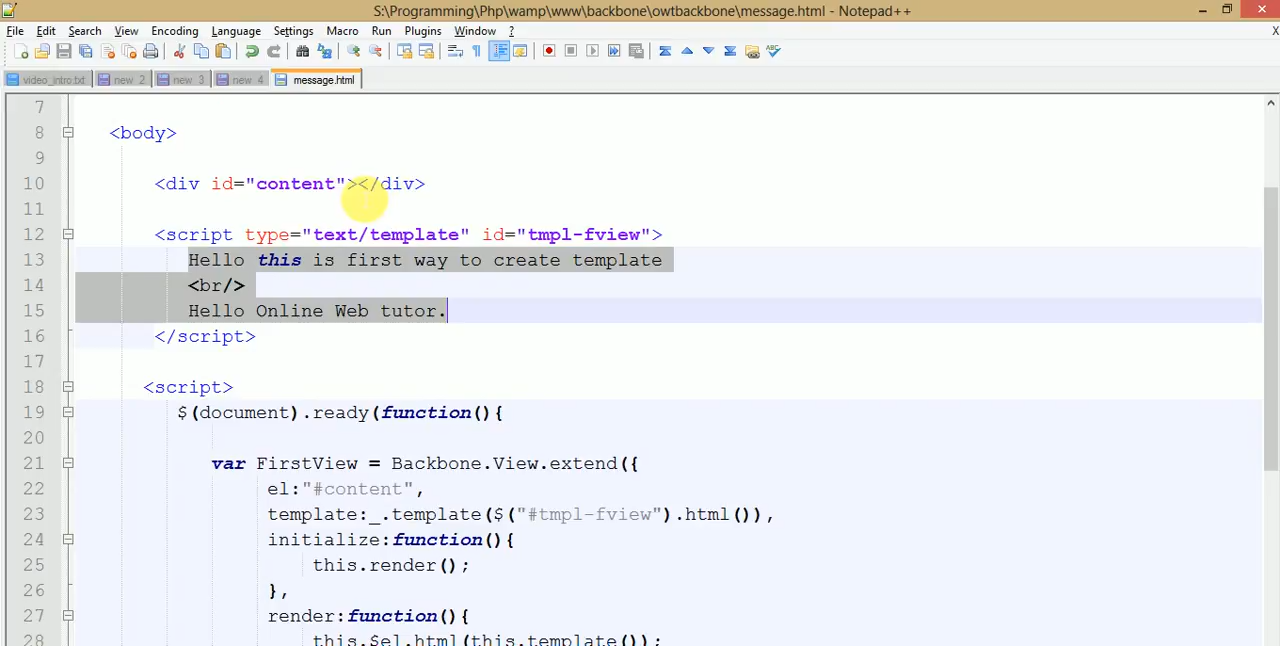 S:\Programming\Php\wamp\www\backbone\owtbackbone\message.html - Notepad++
File Edit Search View Encoding Language Settings Macro Run Plugins Window ? X
video_intro.txt new 2 new 3 new 4 message.html
7
8 <body>
9
10 <div id="content"></div>
11
12 <script type="text/template" id="tmpl-fview">
13 Hello this is first way to create template
14 <br/>
15 Hello Online Web tutor.
16 </script>
17
18 <script>
19 $(document).ready(function(){
20
21 var FirstView = Backbone.View.extend({
22 el:"#content",
23 template:_.template($("#tmpl-fview").html()),
24 initialize:function(){
25 this.render();
26 },
27 render:function(){
28 this.$el.html(this.template());